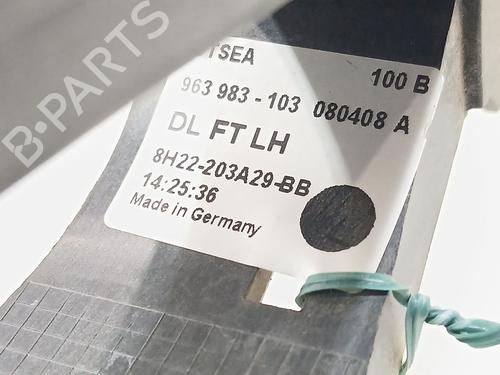 B-PARTS
TSEA
100 B
963 983 - 103 080408 A
DL FT LH
8H22-203A29-BB
14:25:36
Made in Germany